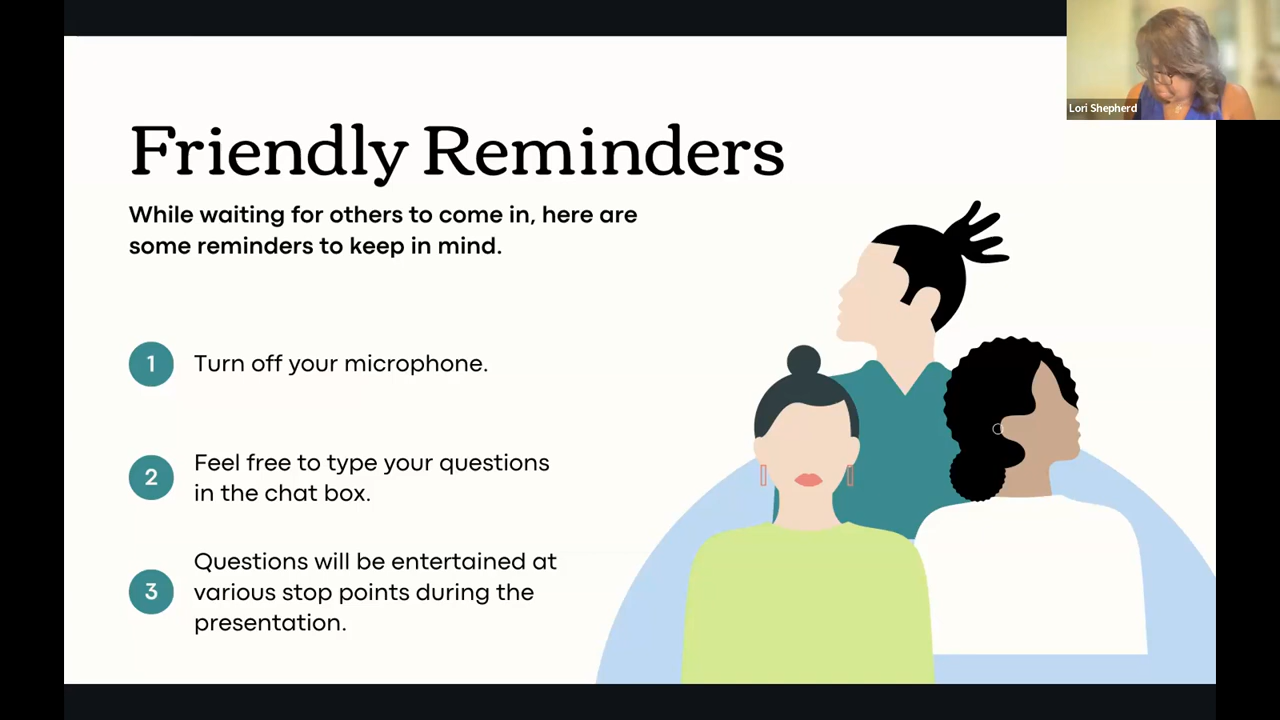 Friendly Reminders
While waiting for others to come in, here are
some reminders to keep in mind.
1
Turn off your microphone.
2
Feel free to type your questions
in the chat box.
3
Questions will be entertained at
various stop points during the
presentation.
Lori Shepherd